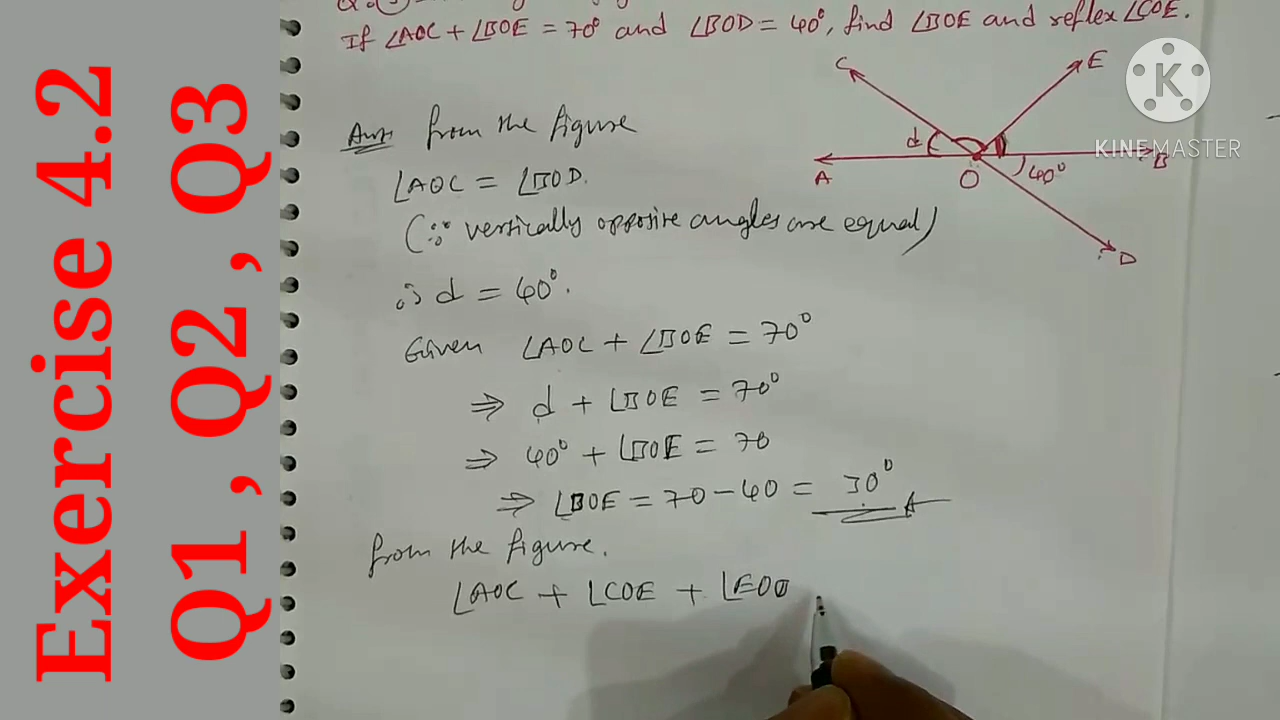 Exercise 4.2
Q1, Q2, Q3
If ∠AOC + ∠BOE = 70° and ∠BOD = 40°, find ∠BOE and reflex ∠COE.
C
E
d
A
O
40°
B
D
K
KINEMASTER
Ans from the figure
∠AOC = ∠BOD.
(∵ vertically opposive angles are equal)
∴ d = 40°.
Given ∠AOC + ∠BOE = 70°
⇒ d + ∠BOE = 70°
⇒ 40° + ∠BOE = 70
⇒ ∠BOE = 70 - 40 = 30°
from the figure.
∠AOC + ∠COE + ∠EO